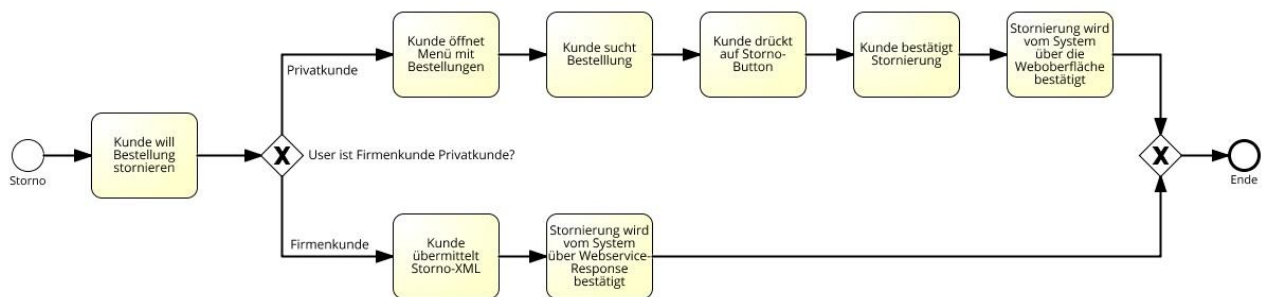 Storno
Kunde will
Bestellung
stornieren
User ist Firmenkunde Privatkunde?
Privatkunde
Kunde öffnet
Menü mit
Bestellungen
Kunde sucht
Bestelllung
Kunde drückt
auf Storno-
Button
Kunde bestätigt
Stornierung
Stornierung wird
vom System
über die
Weboberfläche
bestätigt
Firmenkunde
Kunde
übermittelt
Storno-XML
Stornierung wird
vom System
über Webservice-
Response
bestätigt
Ende